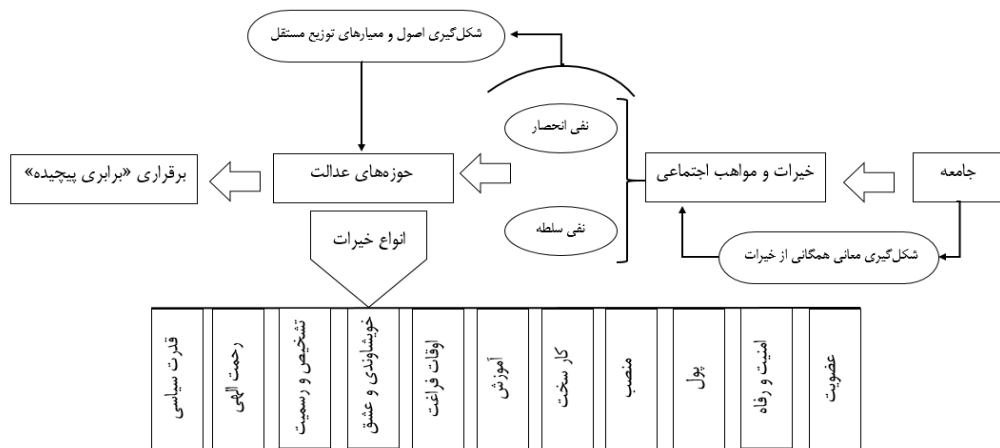 شکل‌گیری اصول و معیارهای توزیع مستقل
جامعه
خیرات و مواهب اجتماعی
نفی انحصار
نفی سلطه
حوزه‌های عدالت
برقراری «برابری پیچیده»
شکل‌گیری معانی همگانی از خیرات
انواع خیرات
عضویت
امنیت و رفاه
پول
منصب
کار سخت
آموزش
اوقات فراغت
خویشاوندی و عشق
تشخیص و رسمیت
رحمت الهی
قدرت سیاسی